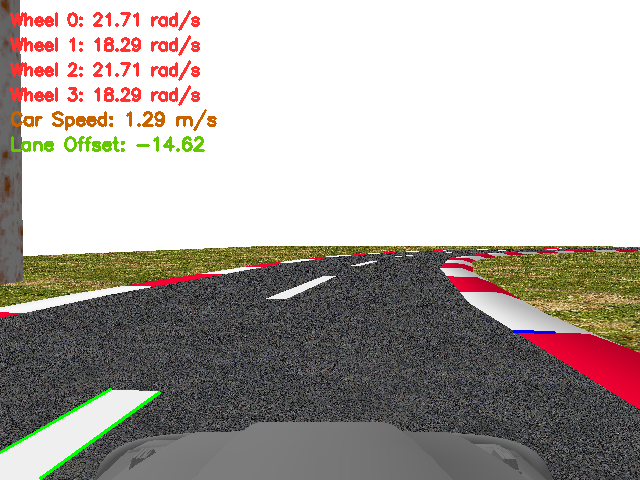 Wheel 0: 21.71 rad/s
Wheel 1: 18.29 rad/s
Wheel 2: 21.71 rad/s
Wheel 3: 18.29 rad/s
Car Speed: 1.29 m/s
Lane Offset: -14.62